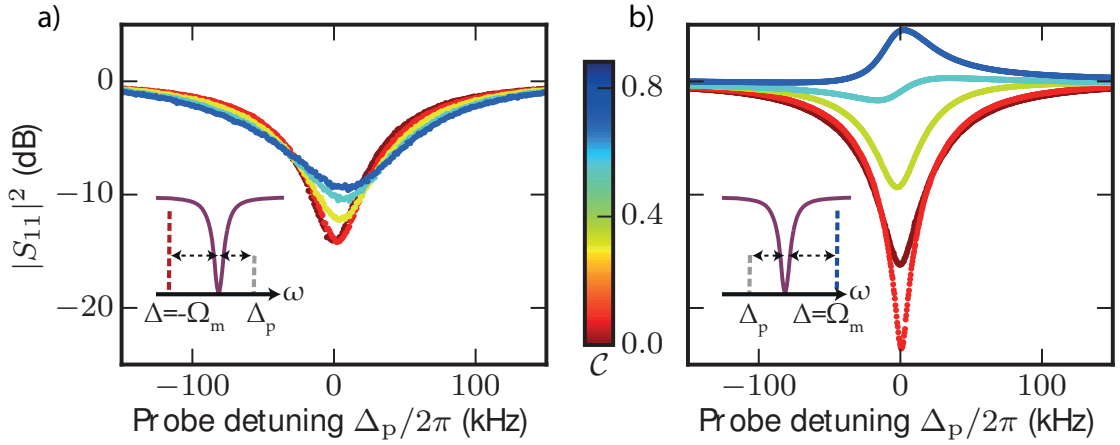 a)
b)
|S₁₁|² (dB)
0
−10
−20
ω
Δ=-Ωₘ
Δₚ
−100
0
100
Probe detuning Δₚ/2π (kHz)
0.8
0.4
0.0
𝒞
ω
Δₚ
Δ=Ωₘ
−100
0
100
Probe detuning Δₚ/2π (kHz)